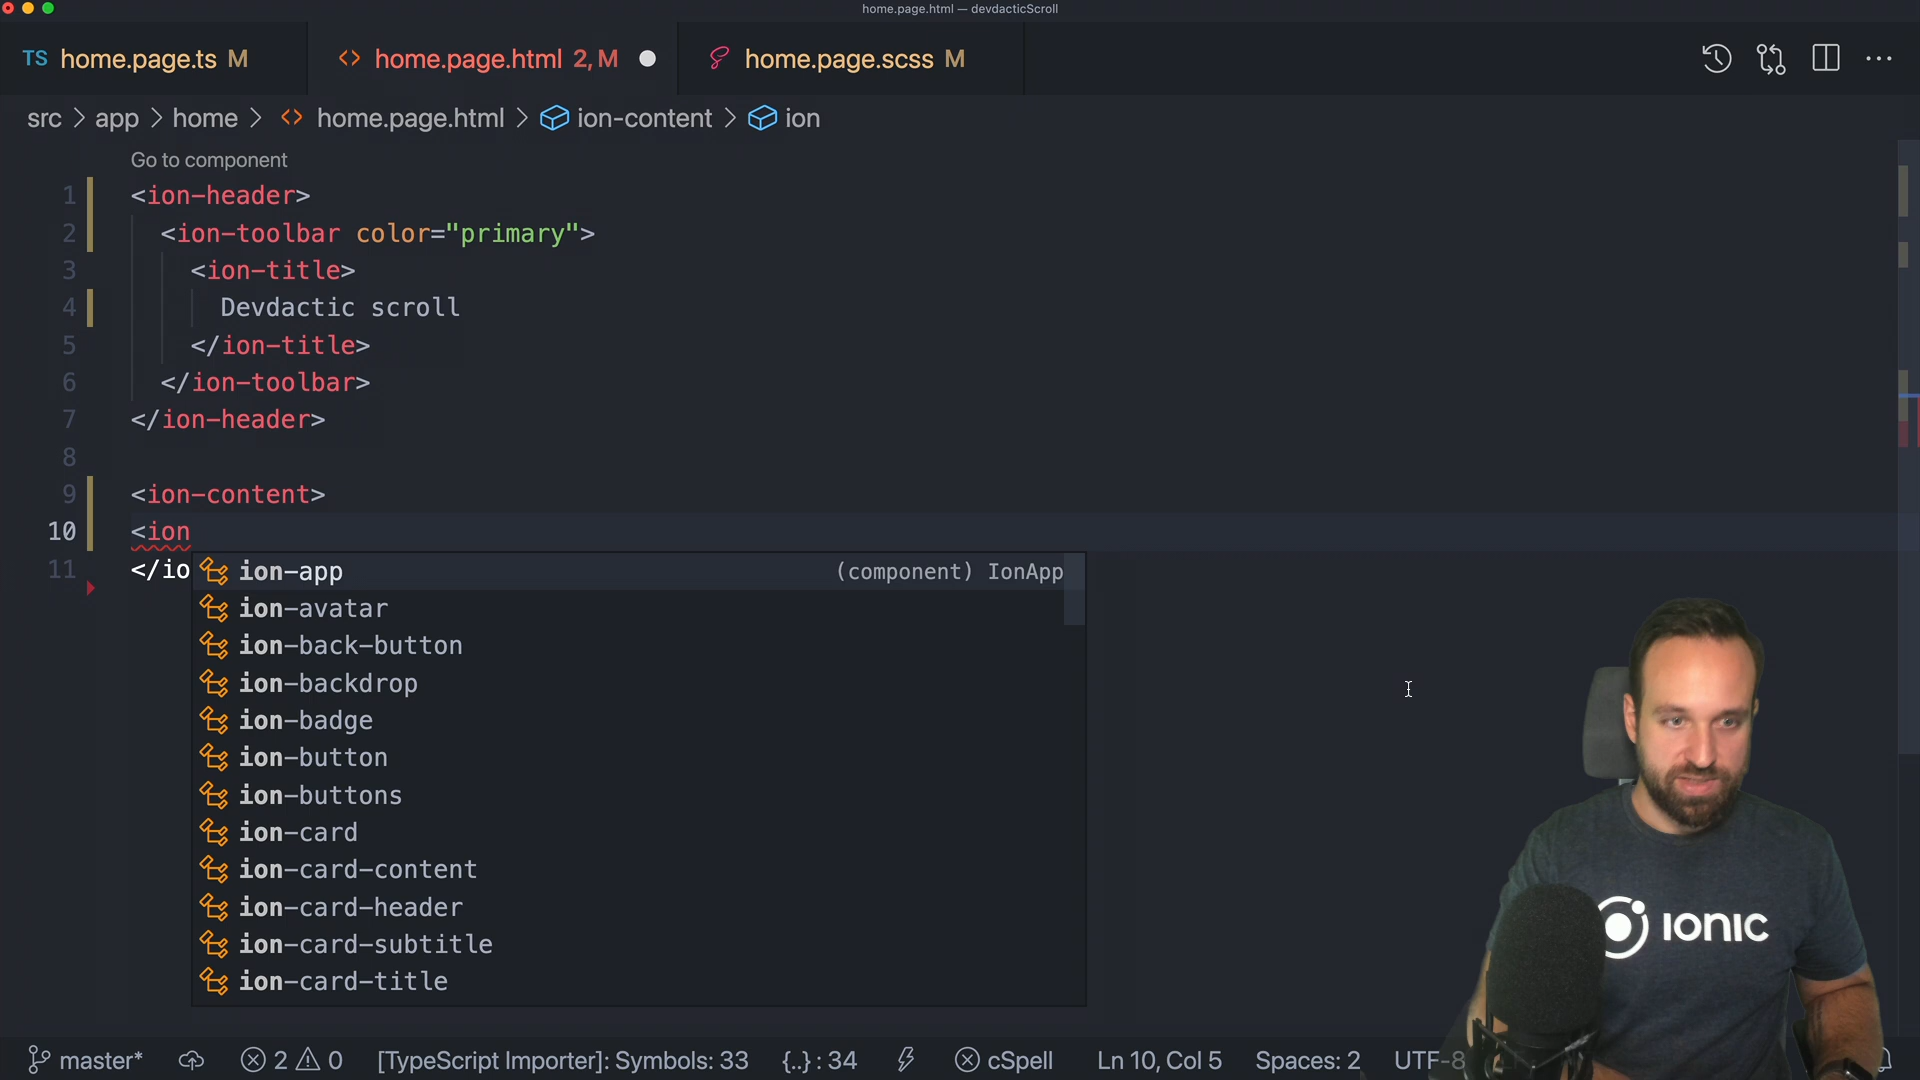 home.page.html — devdacticScroll
TS home.page.ts M
<> home.page.html 2, M
home.page.scss M
src > app > home > <> home.page.html > ion-content > ion
Go to component
1 <ion-header>
2 <ion-toolbar color="primary">
3 <ion-title>
4 Devdactic scroll
5 </ion-title>
6 </ion-toolbar>
7 </ion-header>
8
9 <ion-content>
10 <ion
11 </io
ion-app (component) IonApp
ion-avatar
ion-back-button
ion-backdrop
ion-badge
ion-button
ion-buttons
ion-card
ion-card-content
ion-card-header
ion-card-subtitle
ion-card-title
IONIC
master* 2 0 [TypeScript Importer]: Symbols: 33 {..} : 34 cSpell Ln 10, Col 5 Spaces: 2 UTF-8